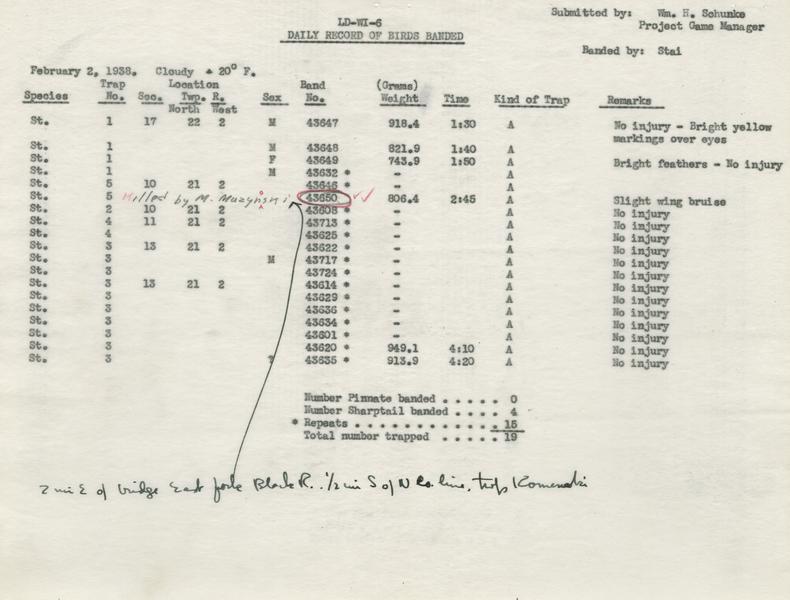 Submitted by: Wm. H. Schunke
Project Game Manager
LD-WI-6
DAILY RECORD OF BIRDS BANDED
Banded by: Stai
February 2, 1938. Cloudy + 20° F.
Trap Location Band (Grams)
Species No. Sec. Twp. R. Sex No. Weight Time Kind of Trap Remarks
North West
St. 1 17 22 2 M 43647 918.4 1:30 A No injury - Bright yellow
markings over eyes
St. 1 M 43648 821.9 1:40 A
St. 1 F 43649 743.9 1:50 A Bright feathers - No injury
St. 1 M 43632 * - A
St. 5 10 21 2 43646 * - A
St. 5 Killed by M. Muzynski 43650 806.4 2:45 A Slight wing bruise
St. 2 10 21 2 43608 * - A No injury
St. 4 11 21 2 43713 * - A No injury
St. 4 43625 * - A No injury
St. 3 13 21 2 43622 * - A No injury
St. 3 M 43717 * - A No injury
St. 3 43724 * - A No injury
St. 3 13 21 2 43614 * - A No injury
St. 3 43629 * - A No injury
St. 3 43636 * - A No injury
St. 3 43634 * - A No injury
St. 3 43601 * - A No injury
St. 3 43620 * 949.1 4:10 A No injury
St. 3 ? 43635 * 913.9 4:20 A No injury
Number Pinnate banded . . . . . 0
Number Sharptail banded . . . . 4
* Repeats . . . . . . . . . . . . 15
Total number trapped . . . . . 19
2 mi E of bridge East fork Black R. 1/2 mi S of N Co. line, Komenski